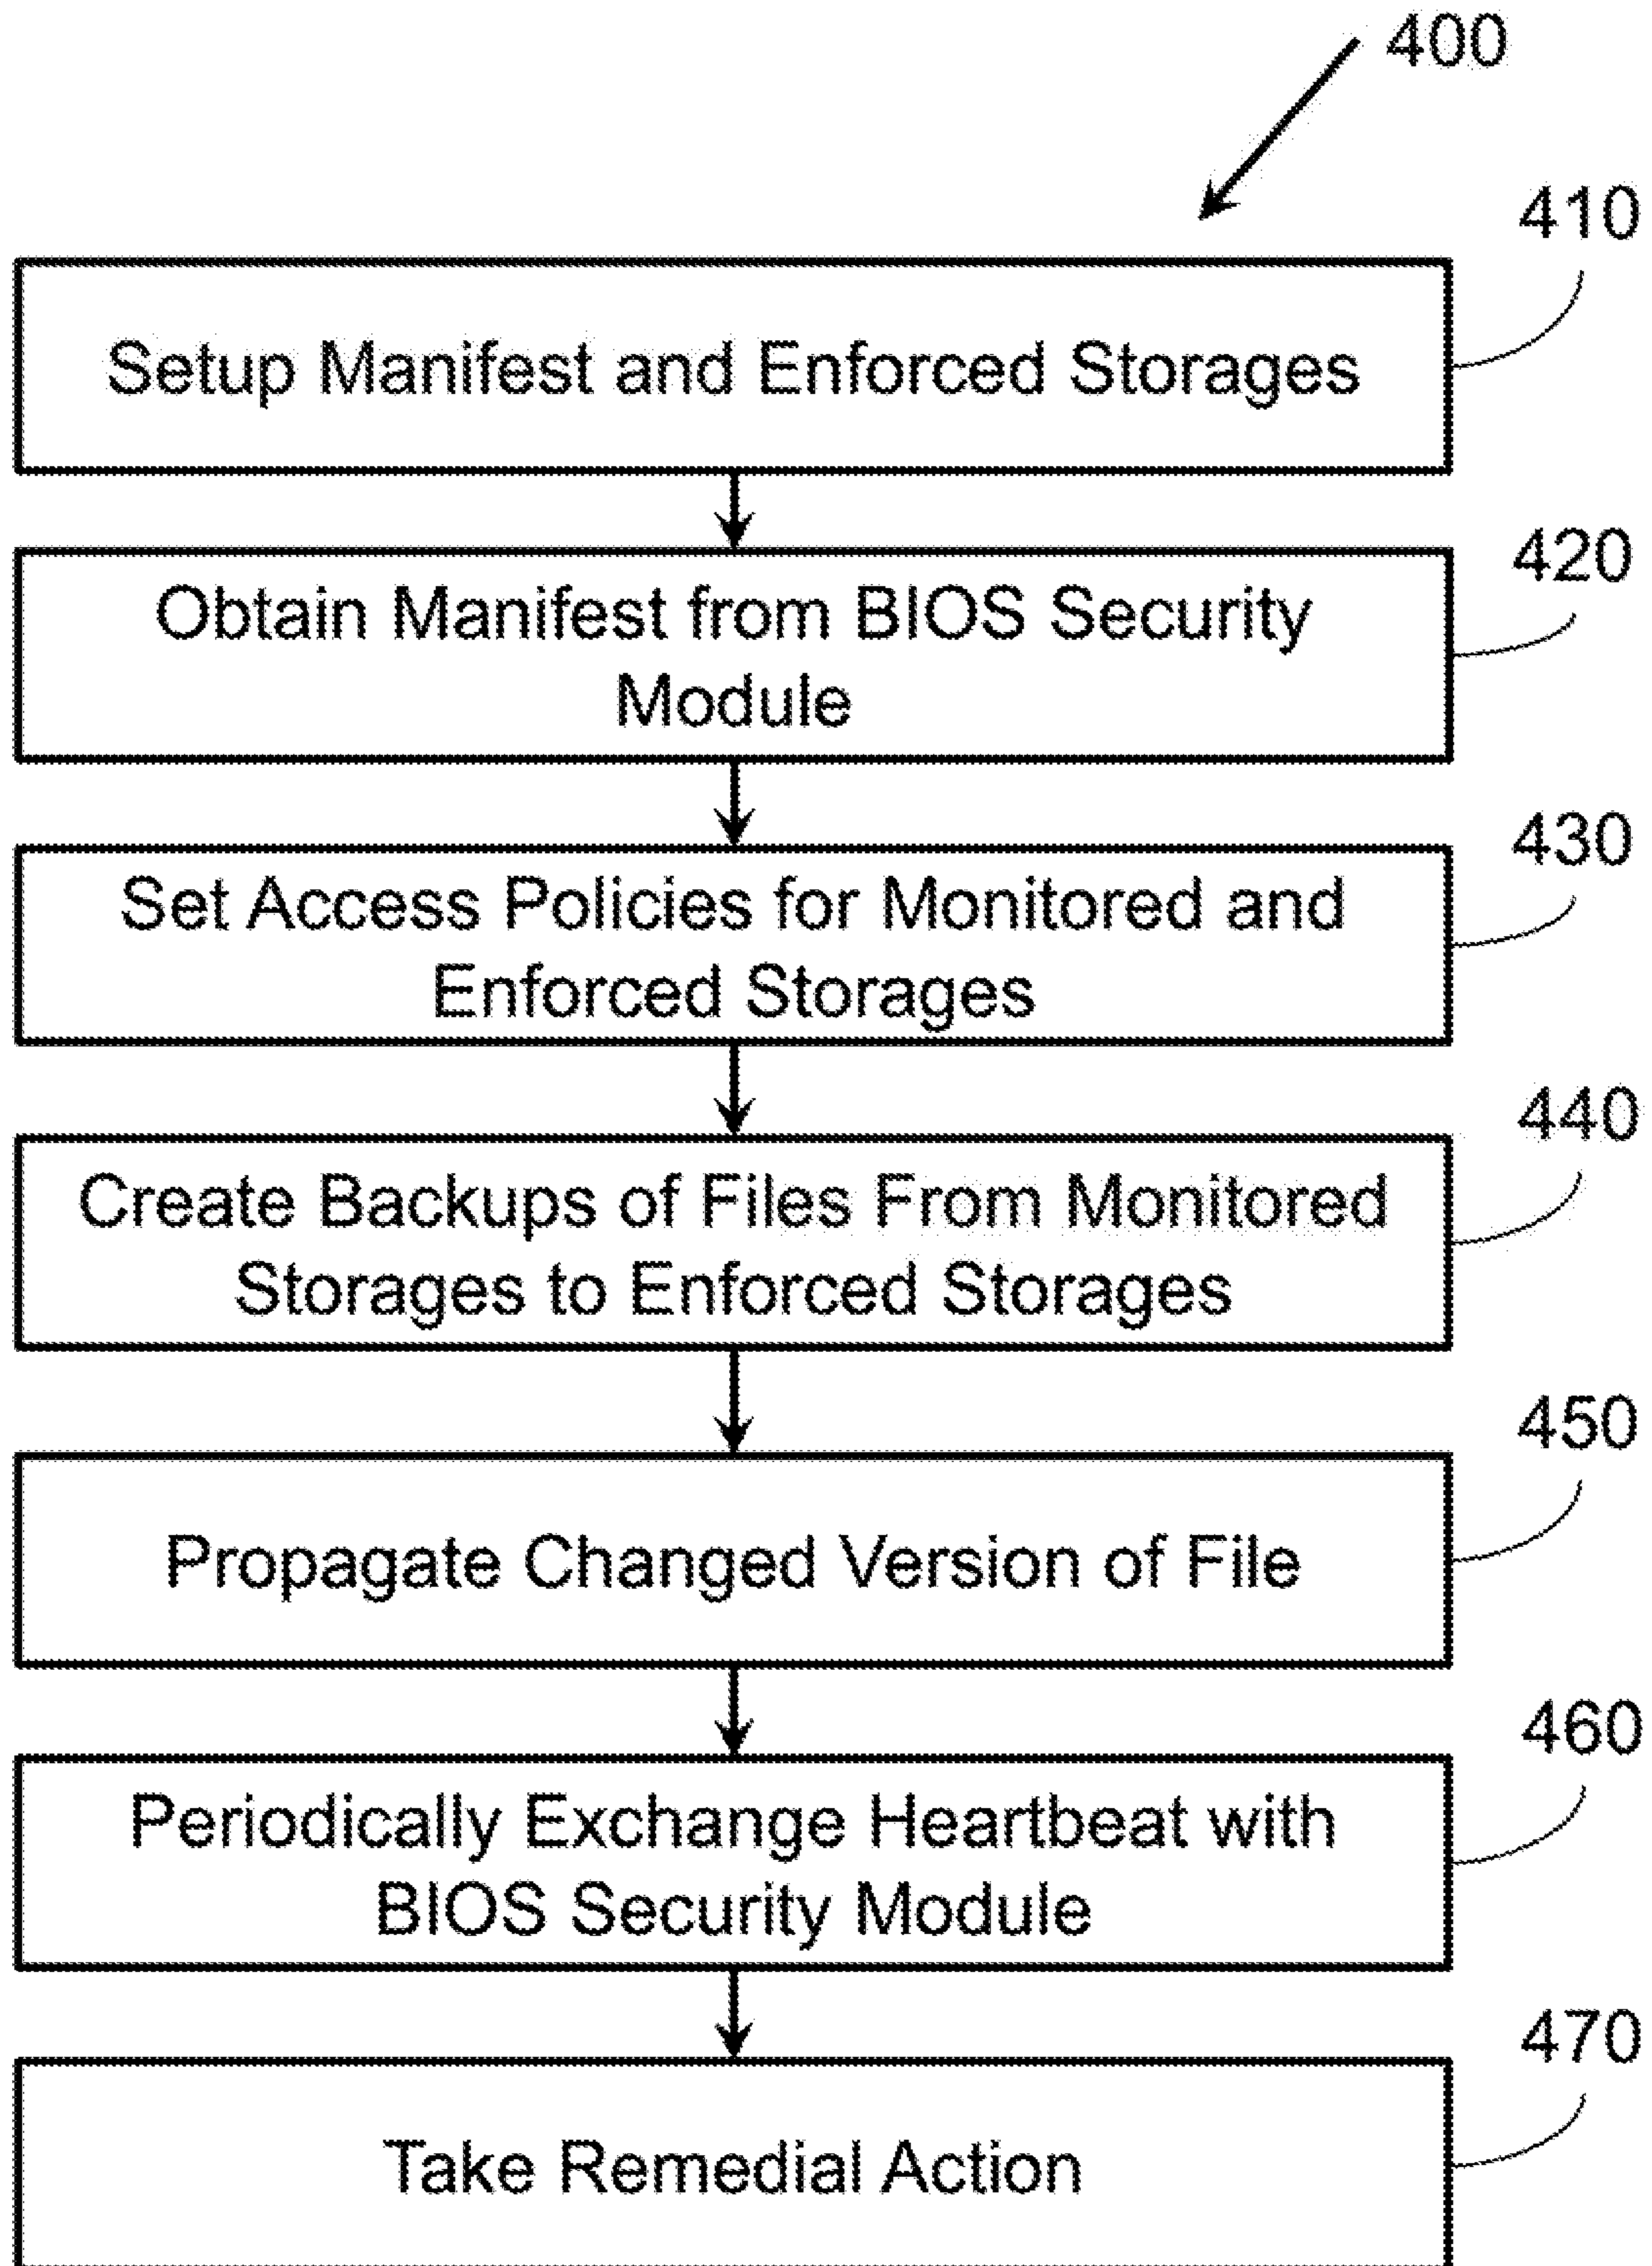 400
410
Setup Manifest and Enforced Storages
420
Obtain Manifest from BIOS Security
Module
430
Set Access Policies for Monitored and
Enforced Storages
440
Create Backups of Files From Monitored
Storages to Enforced Storages
450
Propagate Changed Version of File
460
Periodically Exchange Heartbeat with
BIOS Security Module
470
Take Remedial Action